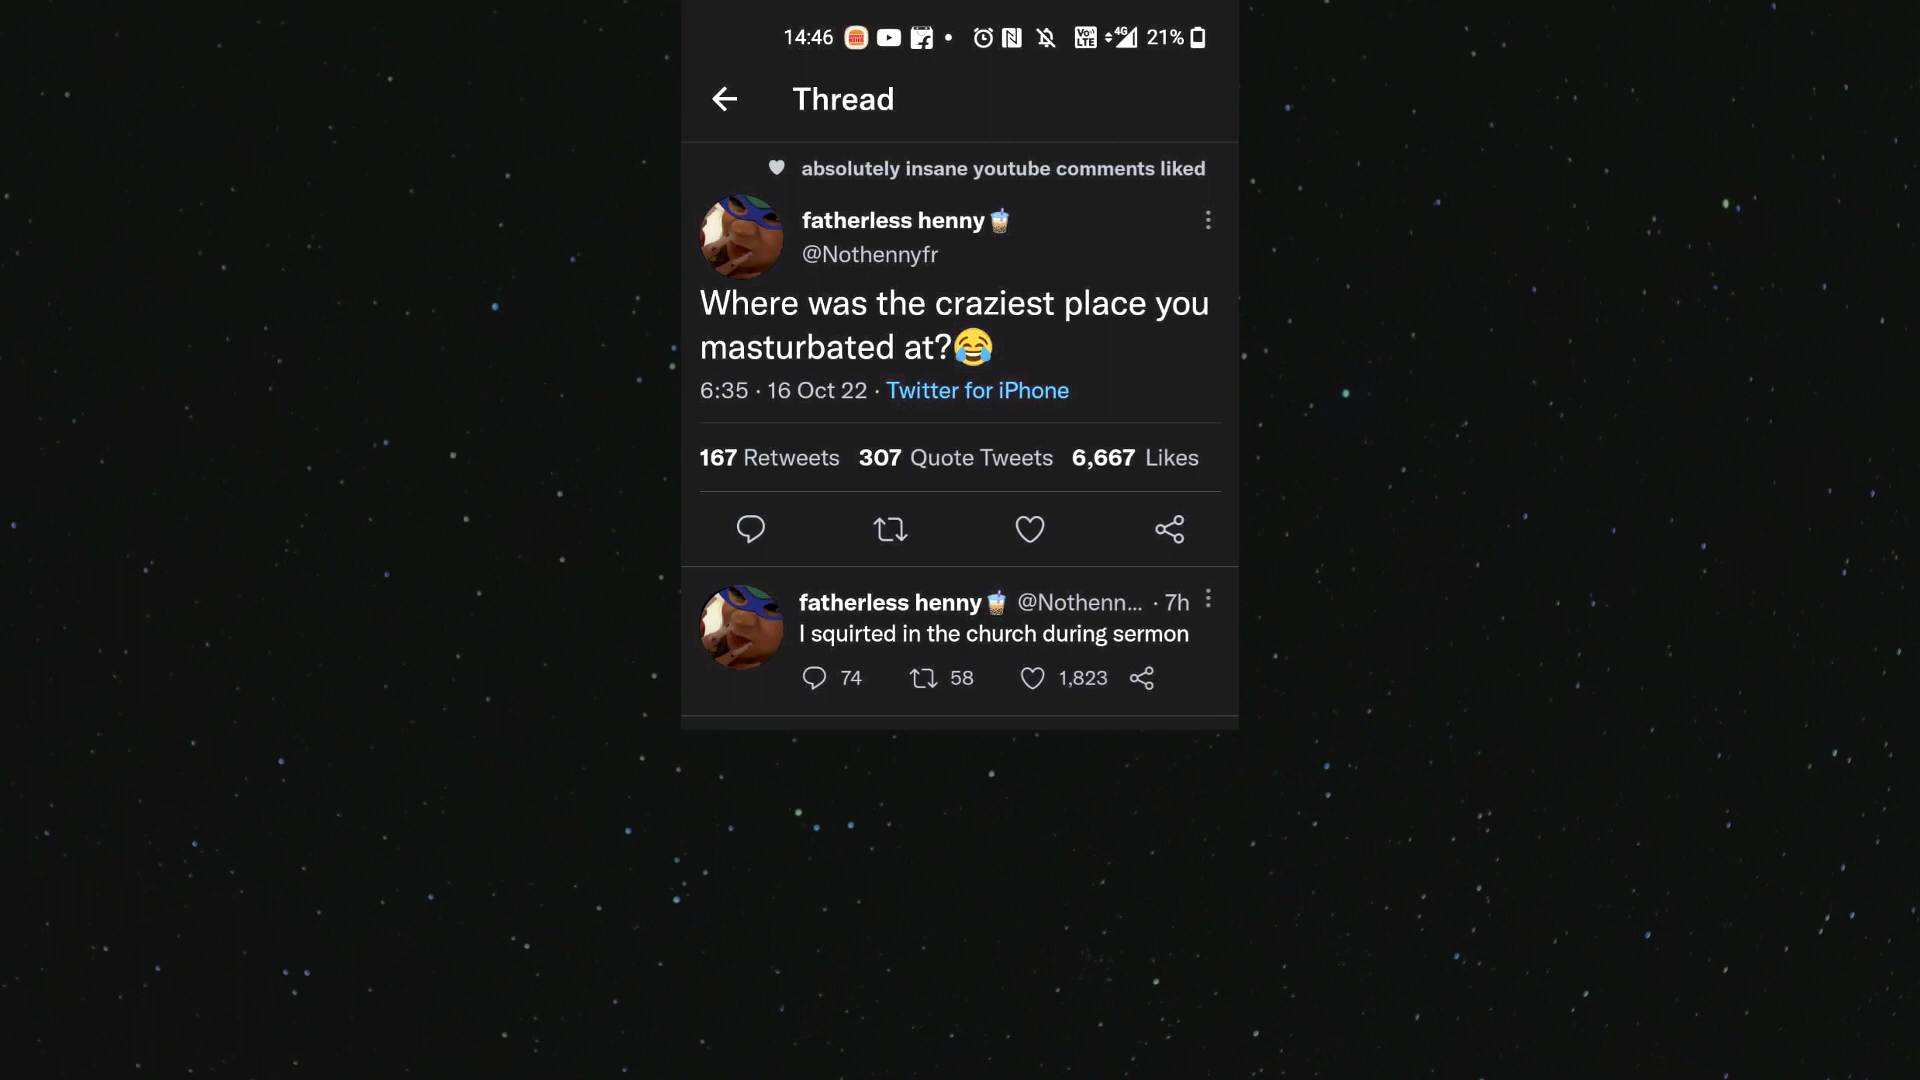 14:46 21%
Thread
absolutely insane youtube comments liked
fatherless henny🧋
@Nothennyfr
Where was the craziest place you
masturbated at?😂
6:35 · 16 Oct 22 · Twitter for iPhone
167 Retweets 307 Quote Tweets 6,667 Likes
fatherless henny🧋 @Nothenn... · 7h
I squirted in the church during sermon
74 58 1,823